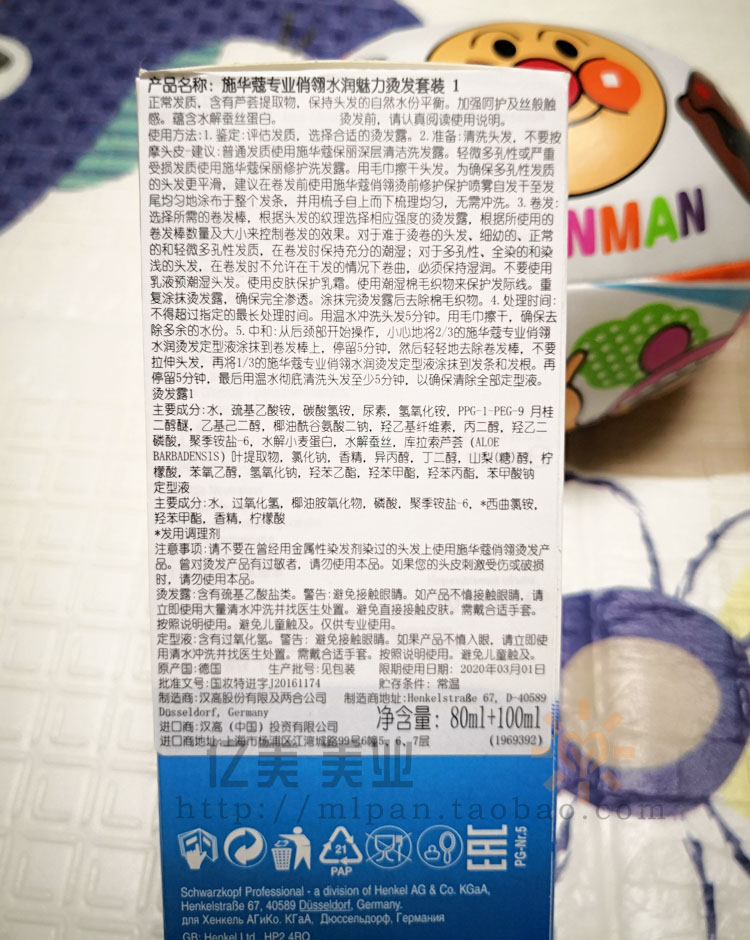 产品名称：施华蔻专业俏翎水润魅力烫发套装 1
正常发质，含有芦荟提取物，保持头发的自然水份平衡。加强呵护及丝般触
感。蕴含水解蚕丝蛋白。 烫发前，请认真阅读使用说明。
使用方法:1.鉴定:评估发质，选择合适的烫发露。2.准备:清洗头发，不要按
摩头皮-建议:普通发质使用施华蔻保丽深层清洁洗发露。轻微多孔性或严重
受损发质使用施华蔻保丽修护洗发露。用毛巾擦干头发。为确保多孔性发质
的头发更平滑，建议在卷发前使用施华蔻俏翎烫前修护保护喷雾自发干至发
尾均匀地涂布于整个发条，并用梳子自上而下梳理均匀，无需冲洗。3.卷发:
选择所需的卷发棒，根据头发的纹理选择相应强度的烫发露，根据所使用的
卷发棒数量及大小来控制卷发的效果。对于难于烫卷的头发、细幼的、正常
的和轻微多孔性发质，在卷发时保持充分的潮湿；对于多孔性、全染的和染
浅的头发，在卷发时不允许在干发的情况下卷曲，必须保持湿润。不要使用
乳液预潮湿头发。使用皮肤保护乳霜。使用潮湿棉毛织物来保护发际线。重
复涂抹烫发露，确保完全渗透。涂抹完烫发露后去除棉毛织物。4.处理时间:
不得超过指定的最长处理时间。用温水冲洗头发5分钟。用毛巾擦干，确保去
除多余的水份。5.中和:从后颈部开始操作，小心地将2/3的施华蔻专业俏翎
水润烫发定型液涂抹到卷发棒上，停留5分钟，然后轻轻地去除卷发棒，不要
拉伸头发，再将1/3的施华蔻俏翎水润烫发定型液涂抹到发条和发根。再
停留5分钟，最后用温水彻底清洗头发至少5分钟，以确保清除全部定型液。
烫发露1
主要成分:水，巯基乙酸铵，碳酸氢铵，尿素，氢氧化铵，PPG-1-PEG-9 月桂
二醇醚，乙基己二醇，椰油酰谷氨酸二钠，羟乙基纤维素，丙二醇，羟乙二
磷酸，聚季铵盐-6，水解小麦蛋白，水解蚕丝，库拉索芦荟 (ALOE
BARBADENSIS) 叶提取物，氯化钠，香精，异丙醇，丁二醇，山梨(糖)醇，柠
檬酸，苯氧乙醇，氢氧化钠，羟苯乙酯，羟苯甲酯，羟苯丙酯，苯甲酸钠
定型液
主要成分:水，过氧化氢，椰油胺氧化物，磷酸，聚季铵盐-6，*西曲氯铵，
羟苯甲酯，香精，柠檬酸
*发用调理剂
注意事项:请不要在曾经用金属性染发剂染过的头发上使用施华蔻俏翎烫发产
品。曾对烫发产品有过敏者，请勿使用本品。如果您的头皮刺激受伤或破损
时，请勿使用本品。
烫发露:含有巯基乙酸盐类。警告:避免接触眼睛。如产品不慎接触眼睛，请
立即使用大量清水冲洗并找医生处置。避免直接接触皮肤。需戴合适手套。
按照说明使用。避免儿童触及。仅供专业使用。
定型液:含有过氧化氢。警告：避免接触眼睛。如果产品不慎入眼，请立即使
用清水冲洗并找医生处置。需戴合适手套。按照说明使用。避免儿童触及。
原产国:德国 生产批号:见包装 限期使用日期：2020年03月01日
批准文号:国妆特进字J20161174 贮存条件：常温
制造商:汉高股份有限及两合公司 制造商地址:Henkelstraße 67, D-40589
Düsseldorf, Germany 净含量：80ml+100ml
进口商:汉高（中国）投资有限公司
进口商地址:上海市杨浦区江湾城路99号6幢5、6、7层 (1969392)
亿美 美业
http://mlpan.taobao.com
NMAN
21
PAP
EAC
PG-Nr.5
Schwarzkopf Professional - a division of Henkel AG & Co. KGaA,
Henkelstraße 67, 40589 Düsseldorf, Germany.
для Хенкель АГиКо. КГаА, Дюссельдорф, Германия
GB: Henkel Ltd., HP2 4RQ